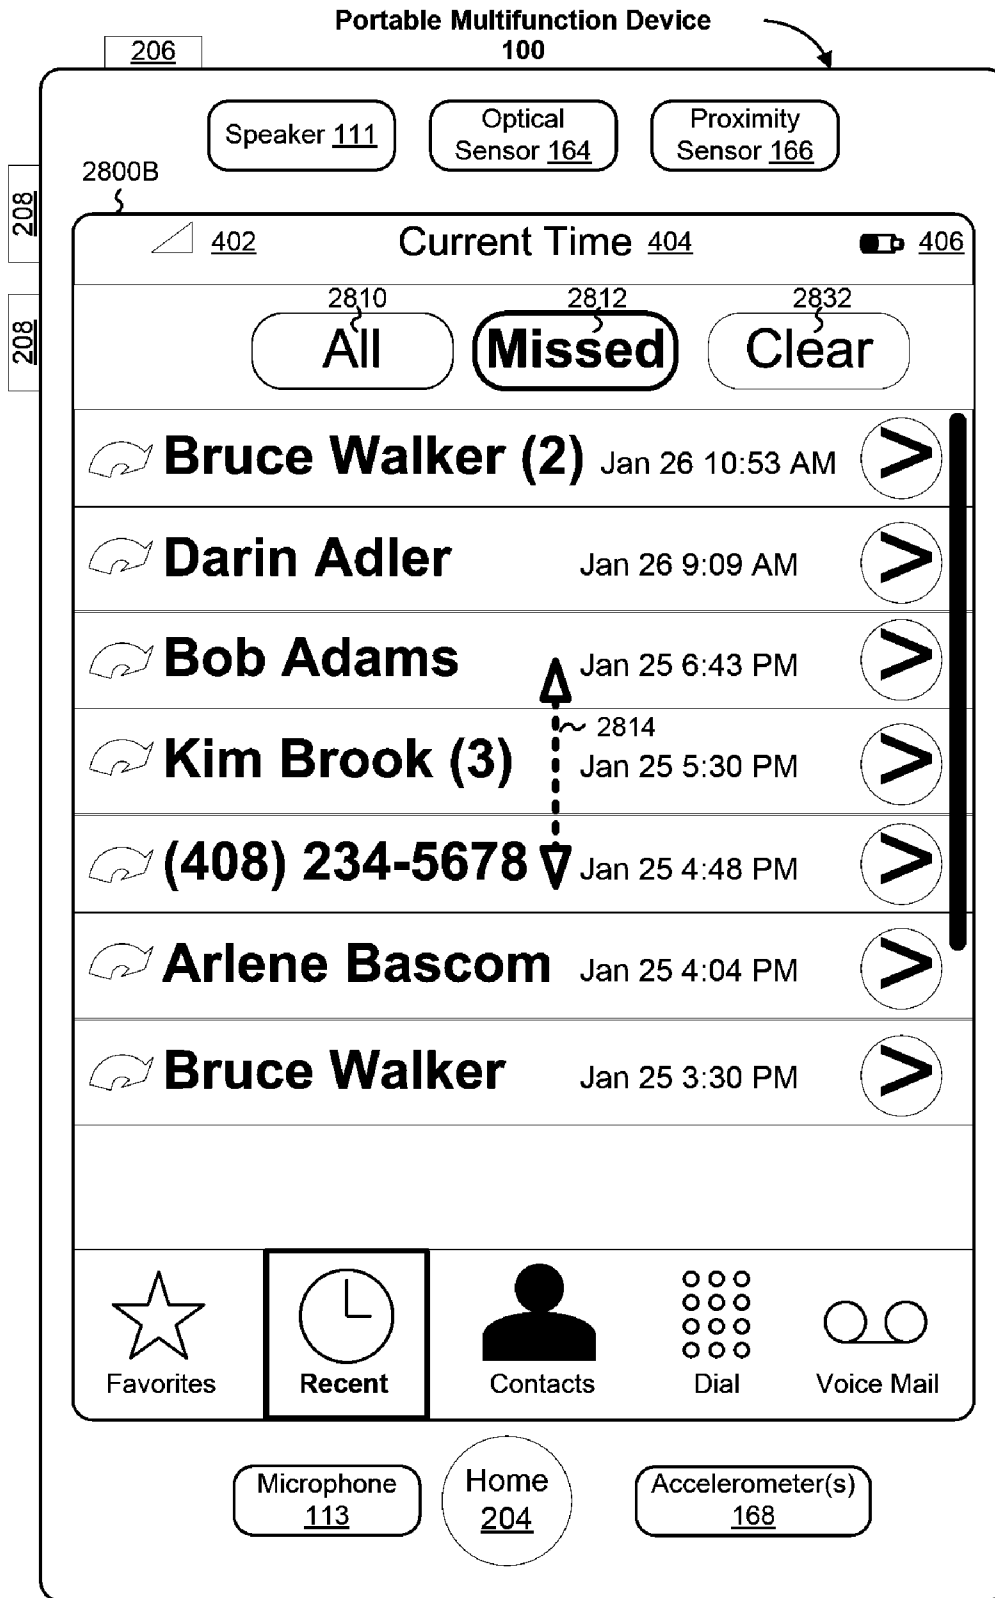 Portable Multifunction Device
100
206
Speaker 111
Optical
Sensor 164
Proximity
Sensor 166
2800B
208
208
402
Current Time 404
406
2810
2812
2832
All
Missed
Clear
Bruce Walker (2) Jan 26 10:53 AM >
Darin Adler Jan 26 9:09 AM >
Bob Adams Jan 25 6:43 PM >
2814
Kim Brook (3) Jan 25 5:30 PM >
(408) 234-5678 Jan 25 4:48 PM >
Arlene Bascom Jan 25 4:04 PM >
Bruce Walker Jan 25 3:30 PM >
Favorites
Recent
Contacts
Dial
Voice Mail
Microphone
113
Home
204
Accelerometer(s)
168